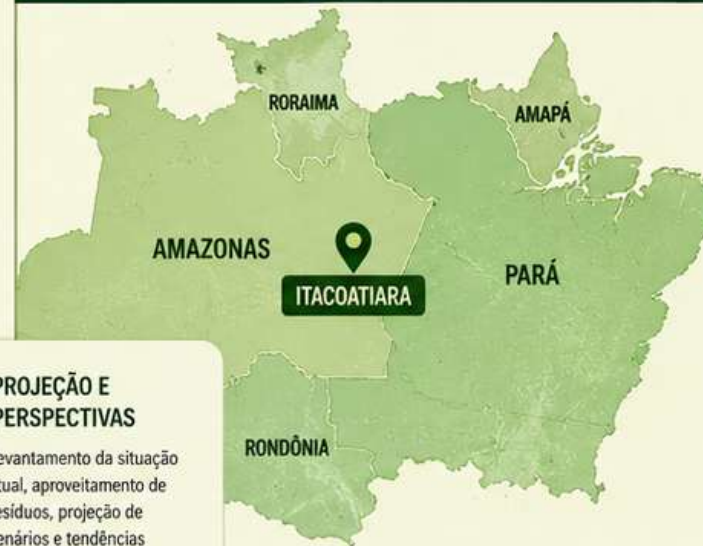 RORAIMA
AMAPÁ
AMAZONAS
PARÁ
ITACOATIARA
PROJEÇÃO E
PERSPECTIVAS
evantamento da situação
tual, aproveitamento de
esíduos, projeção de
enários e tendências
RONDÔNIA